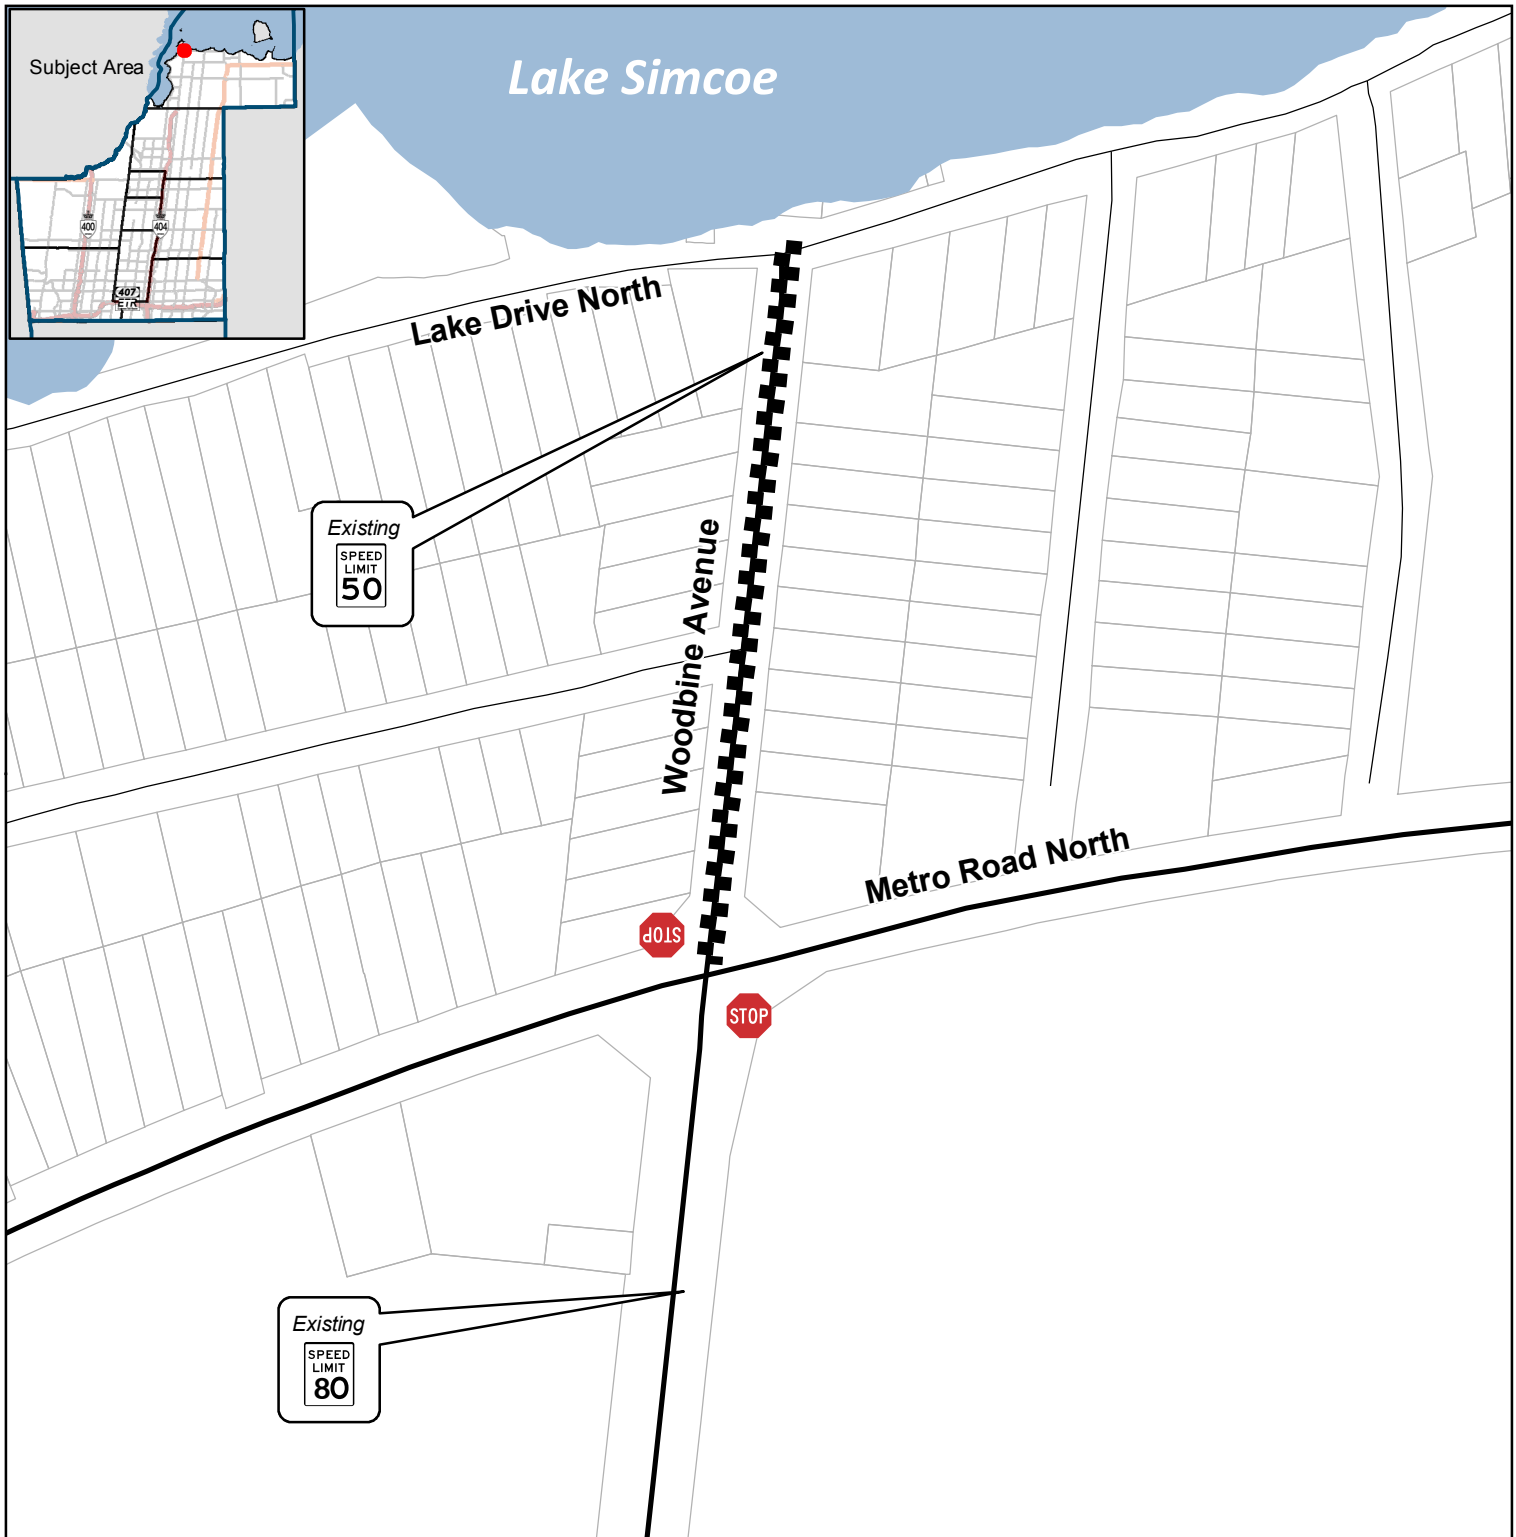 Subject Area
Lake Simcoe
400
404
407
ETR
Lake Drive North
Existing
SPEED
LIMIT
50
Woodbine Avenue
Metro Road North
STOP
STOP
Existing
SPEED
LIMIT
80